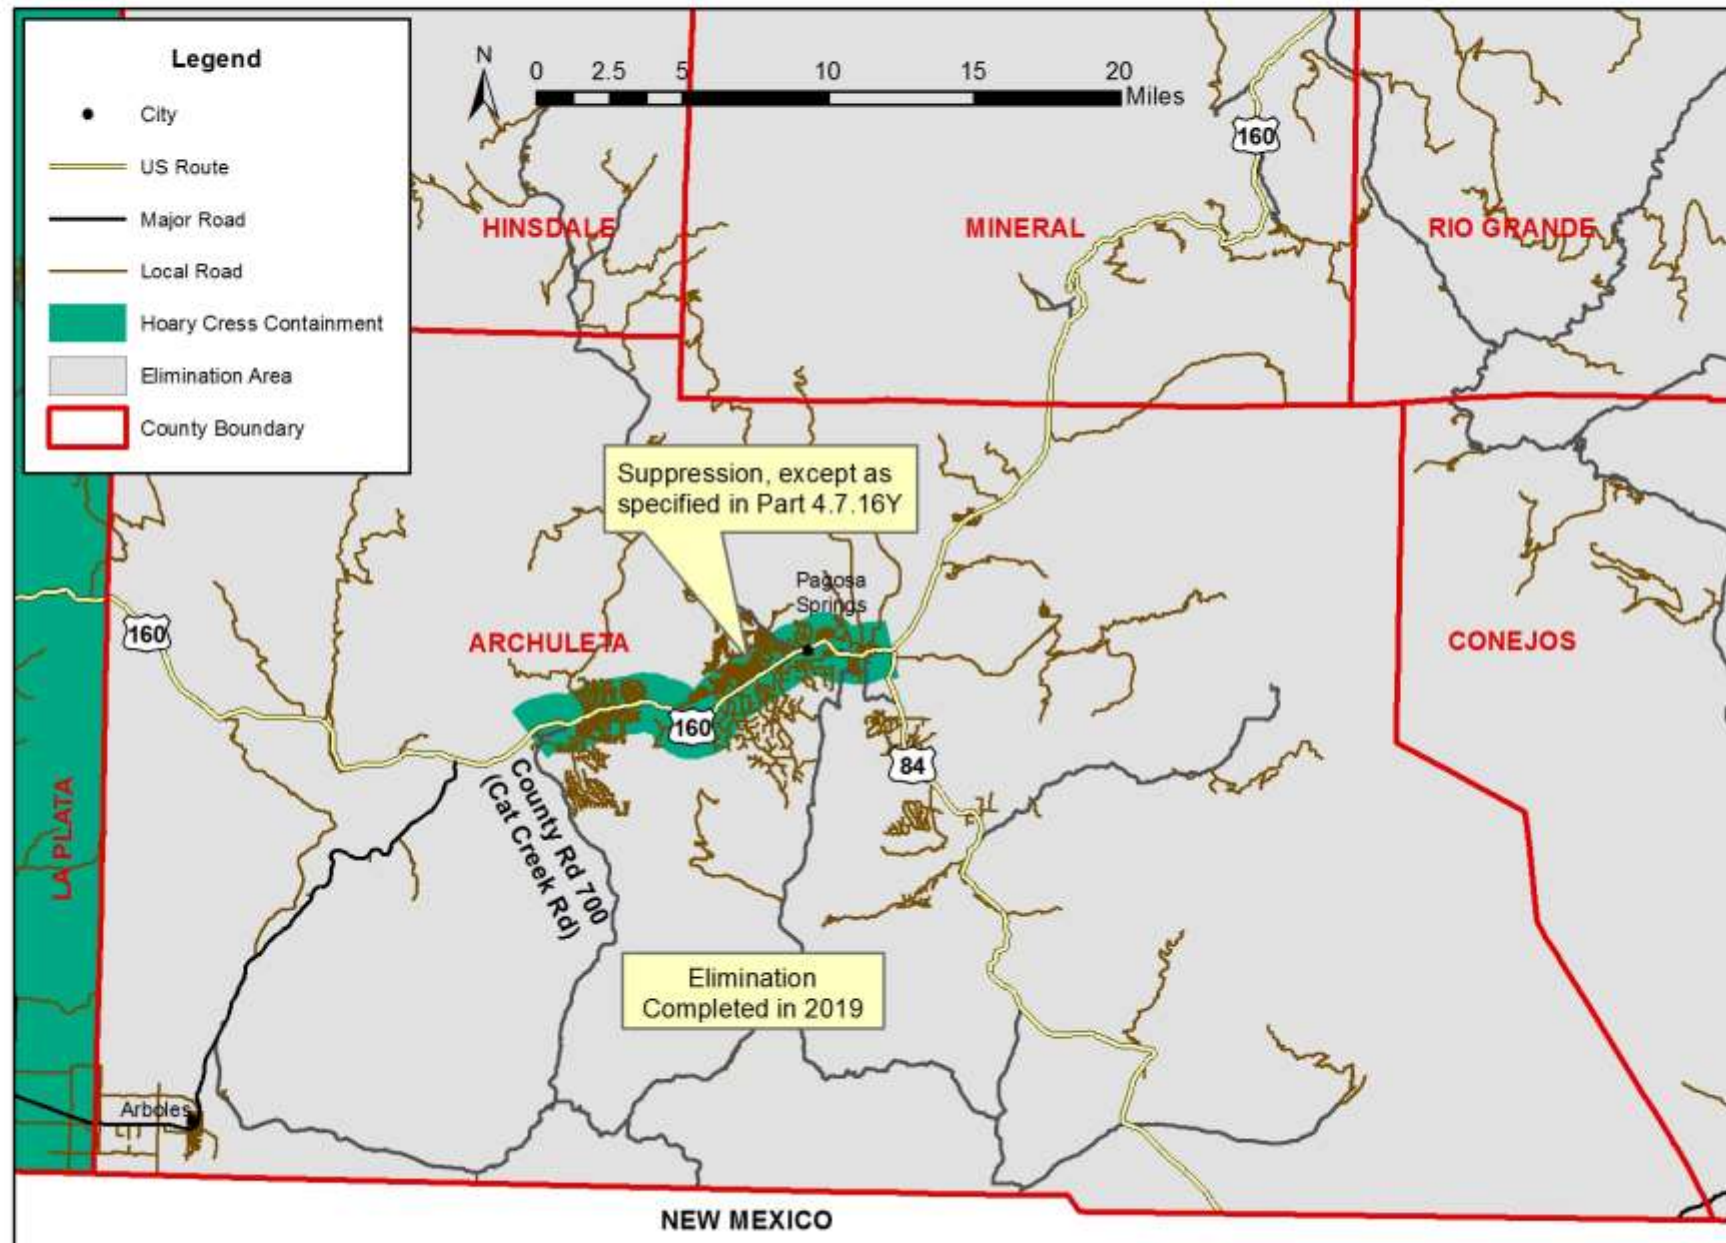 Legend
City
US Route
Major Road
Local Road
Hoary Cress Containment
Elimination Area
County Boundary
N
0 2.5 5 10 15 20
Miles
160
HINSDALE
MINERAL
RIO GRANDE
Suppression, except as
specified in Part 4.7.16Y
Pagosa
Springs
160
ARCHULETA
CONEJOS
160
84
LA PLATA
County Rd 700
(Cat Creek Rd)
Elimination
Completed in 2019
Arboles
NEW MEXICO